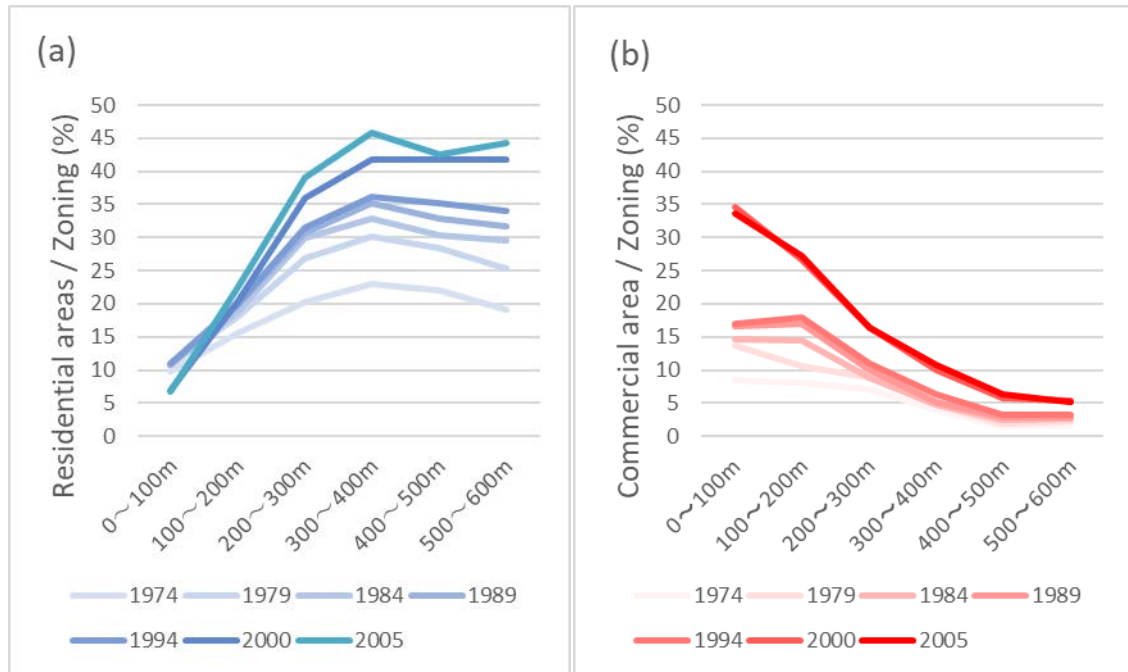 (a)
Residential areas / Zoning (%)
50
45
40
35
30
25
20
15
10
5
0
0～100m
100～200m
200～300m
300～400m
400～500m
500～600m
1974 1979 1984 1989
1994 2000 2005
(b)
Commercial area / Zoning (%)
50
45
40
35
30
25
20
15
10
5
0
0～100m
100～200m
200～300m
300～400m
400～500m
500～600m
1974 1979 1984 1989
1994 2000 2005